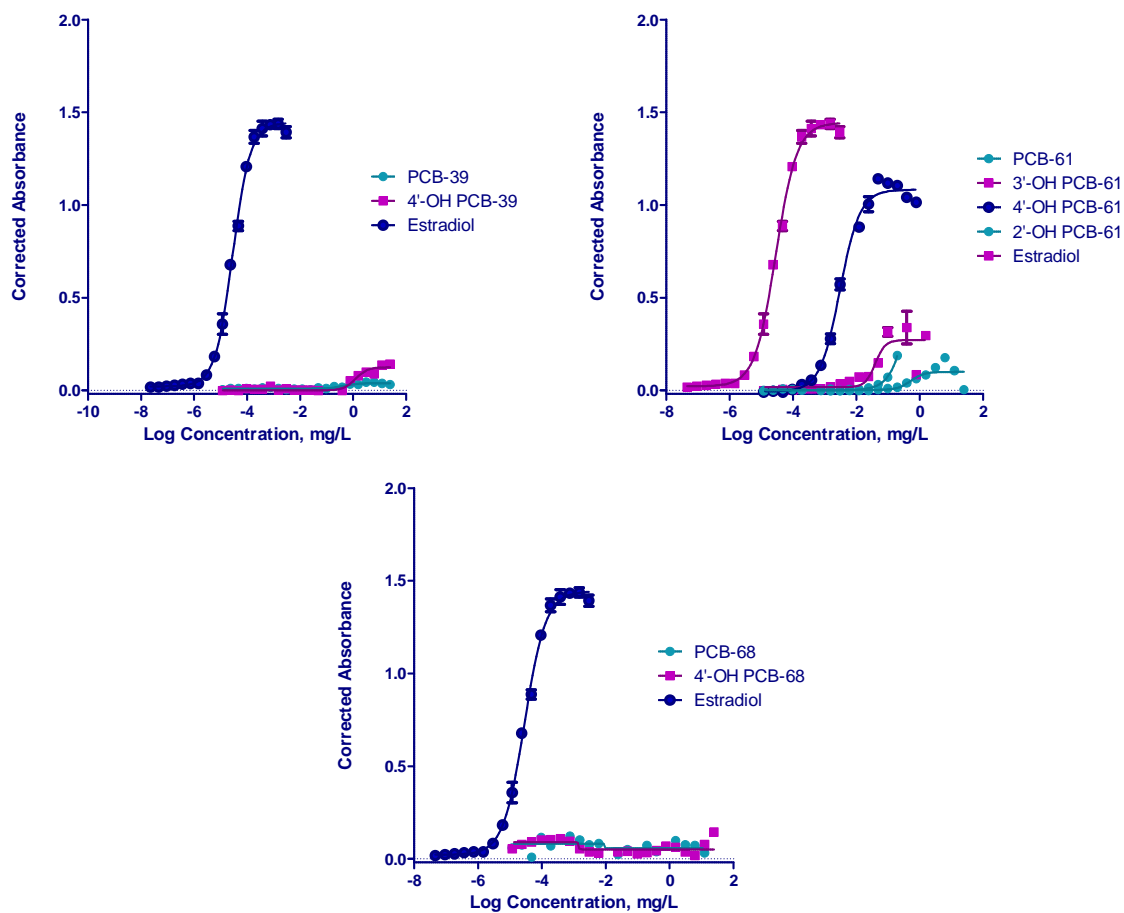 2.0
1.5
1.0
0.5
0.0
Corrected Absorbance
-10
-8
-6
-4
-2
0
2
Log Concentration, mg/L
PCB-39
4'-OH PCB-39
Estradiol
2.0
1.5
1.0
0.5
0.0
Corrected Absorbance
-8
-6
-4
-2
0
2
Log Concentration, mg/L
PCB-61
3'-OH PCB-61
4'-OH PCB-61
2'-OH PCB-61
Estradiol
2.0
1.5
1.0
0.5
0.0
Corrected Absorbance
-8
-6
-4
-2
0
2
Log Concentration, mg/L
PCB-68
4'-OH PCB-68
Estradiol